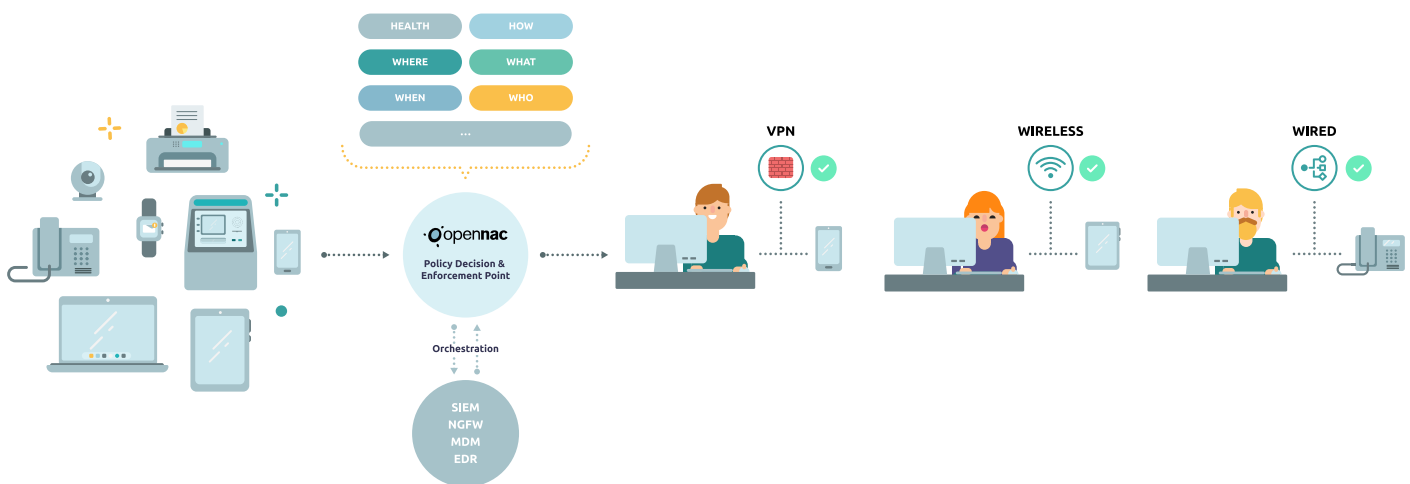 HEALTH
HOW
WHERE
WHAT
WHEN
WHO
...
opennac
Policy Decision &
Enforcement Point
Orchestration
SIEM
NGFW
MDM
EDR
VPN
WIRELESS
WIRED